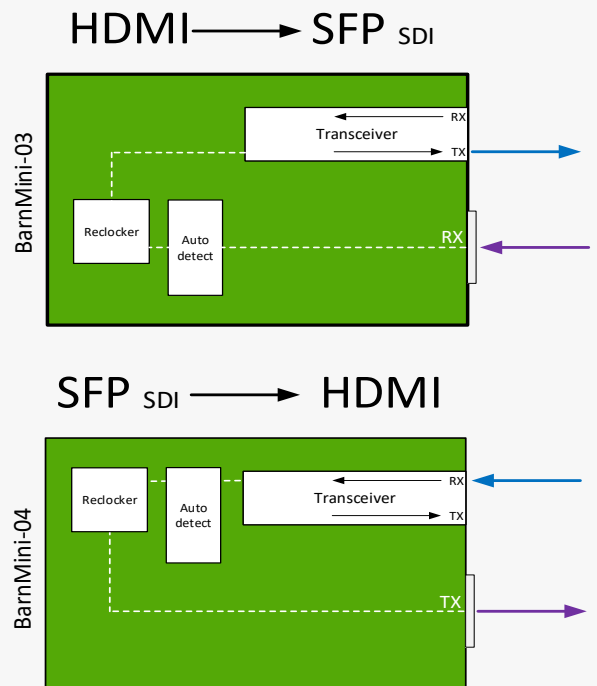 HDMI SFP SDI
BarnMini-03
RX
Transceiver
TX
Reclocker
Auto
detect
RX
SFP SDI HDMI
BarnMini-04
Reclocker
Auto
detect
RX
Transceiver
TX
TX